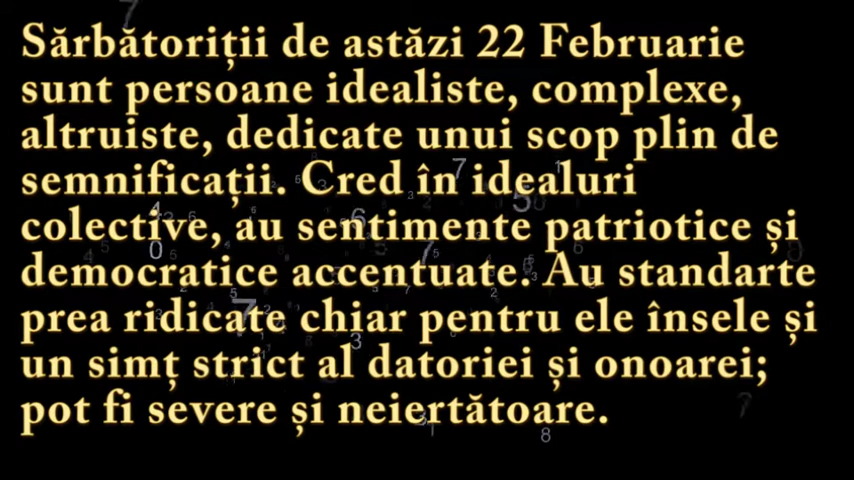 Sărbătoriții de astăzi 22 Februarie
sunt persoane idealiste, complexe,
altruiste, dedicate unui scop plin de
semnificații. Cred în idealuri
colective, au sentimente patriotice și
democratice accentuate. Au standarte
prea ridicate chiar pentru ele însele și
un simț strict al datoriei și onoarei;
pot fi severe și neiertătoare.